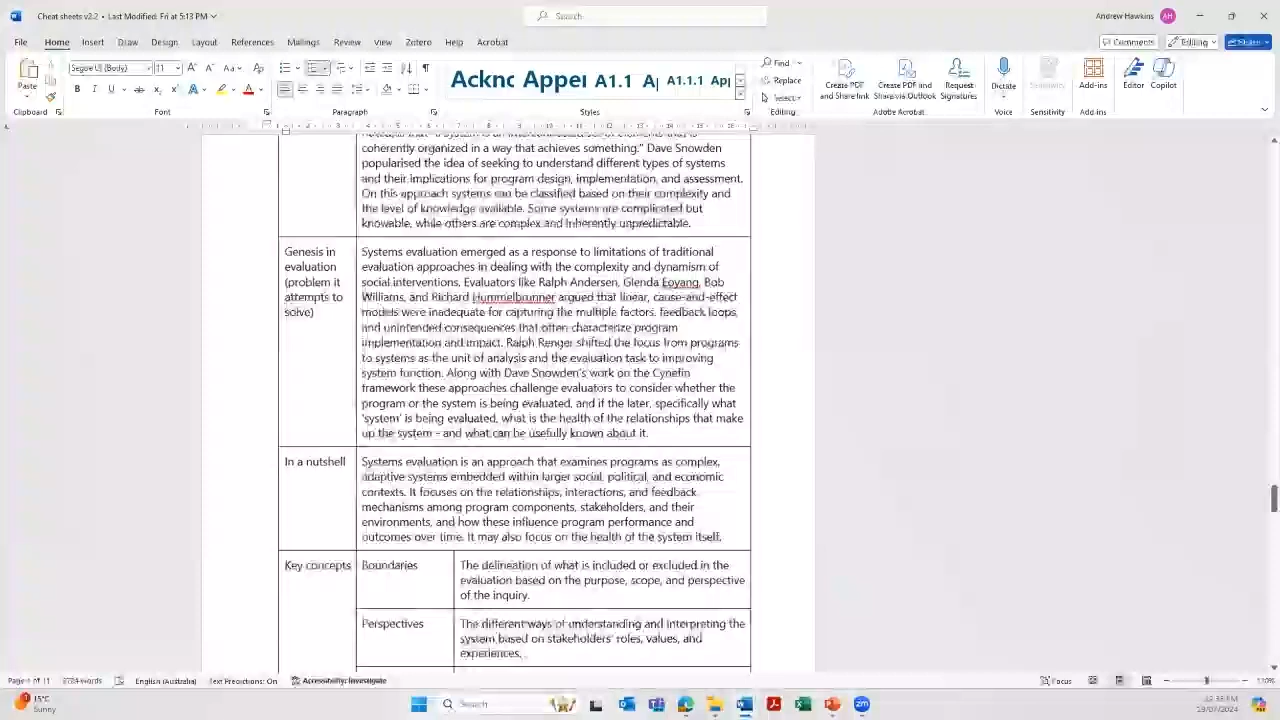 Cheat sheets v2.2 • Last Modified: Fri at 5:13 PM
Search
Andrew Hawkins AH
File Home Insert Draw Design Layout References Mailings Review View Zotero Help Acrobat
Comments Editing
Segoe UI (Body) 11
Find
Replace
Select
Acknc Apper A1.1 A| A1.1.1 Ap|
Create PDF and Share link
Create PDF and Share via Outlook
Request Signatures
Dictate
Sensitivity
Add-ins
Editor
Copilot
Clipboard Font Paragraph Styles Editing Adobe Acrobat Voice Sensitivity Add-ins
coherently organized in a way that achieves something.” Dave Snowden
popularised the idea of seeking to understand different types of systems
and their implications for program design, implementation, and assessment.
On this approach systems can be classified based on their complexity and
the level of knowledge available. Some systems are complicated but
knowable, while others are complex and inherently unpredictable.
Genesis in
evaluation
(problem it
attempts to
solve)
Systems evaluation emerged as a response to limitations of traditional
evaluation approaches in dealing with the complexity and dynamism of
social interventions. Evaluators like Ralph Andersen, Glenda Eoyang, Bob
Williams, and Richard Hummelbrunner argued that linear, cause-and-effect
models were inadequate for capturing the multiple factors, feedback loops,
and unintended consequences that often characterize program
implementation and impact. Ralph Renger shifted the focus from programs
to systems as the unit of analysis and the evaluation task to improving
system function. Along with Dave Snowden’s work on the Cynefin
framework these approaches challenge evaluators to consider whether the
program or the system is being evaluated, and if the later, specifically what
‘system’ is being evaluated, what is the health of the relationships that make
up the system – and what can be usefully known about it.
In a nutshell
Systems evaluation is an approach that examines programs as complex,
adaptive systems embedded within larger social, political, and economic
contexts. It focuses on the relationships, interactions, and feedback
mechanisms among program components, stakeholders, and their
environments, and how these influence program performance and
outcomes over time. It may also focus on the health of the system itself.
Key concepts
Boundaries
The delineation of what is included or excluded in the
evaluation based on the purpose, scope, and perspective
of the inquiry.
Perspectives
The different ways of understanding and interpreting the
system based on stakeholders' roles, values, and
experiences.
of 11 words English (Australia) Text Predictions: On Accessibility: Investigate
Focus
15°C
Sunny
Search
19/07/2024